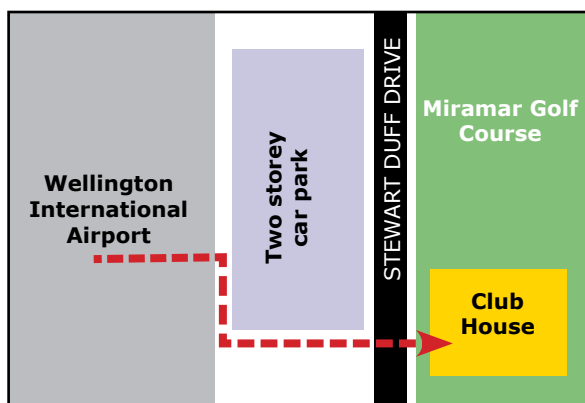 Wellington
International
Airport
Two storey
car park
STEWART DUFF DRIVE
Miramar Golf
Course
Club
House